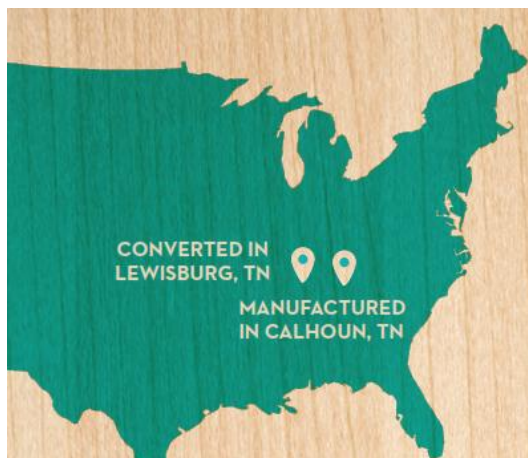 CONVERTED IN
LEWISBURG, TN
MANUFACTURED
IN CALHOUN, TN